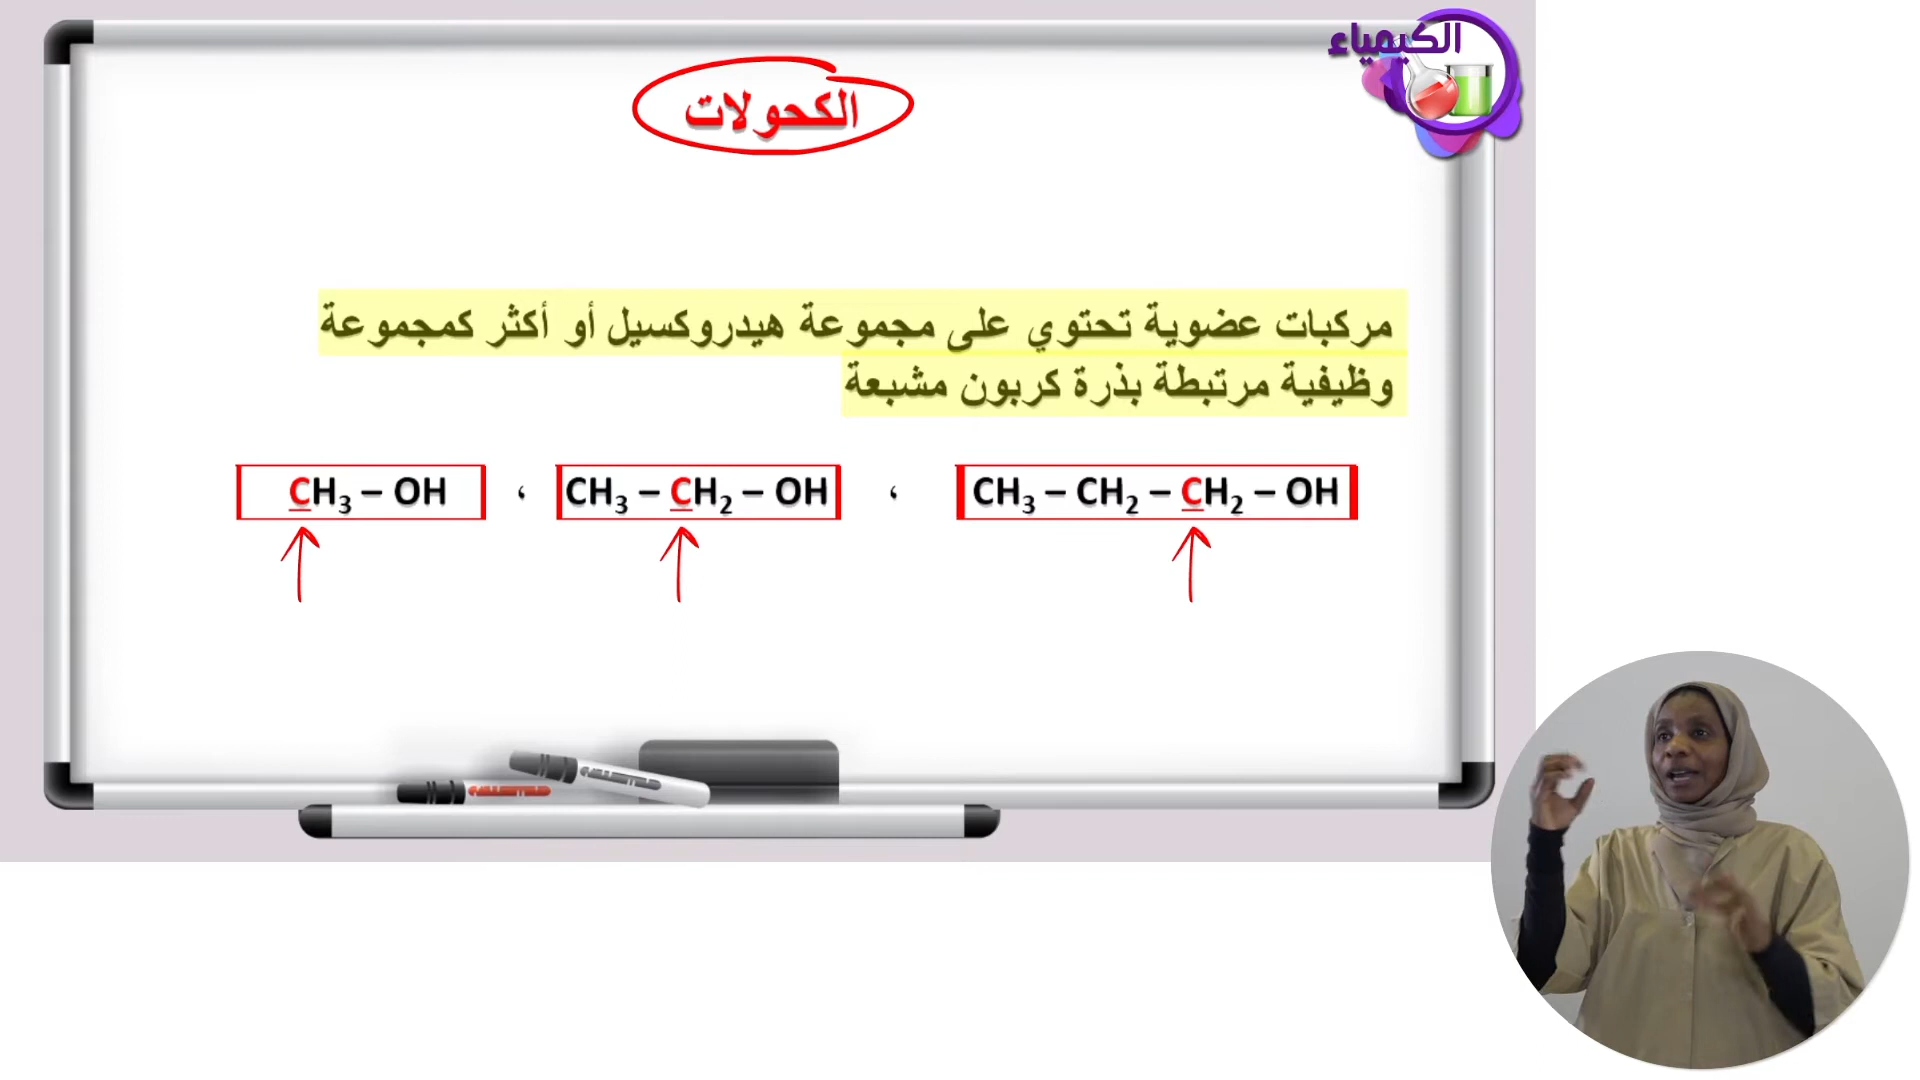 الكيمياء
الكحولات
مركبات عضوية تحتوي على مجموعة هيدروكسيل أو أكثر كمجموعة
وظيفية مرتبطة بذرة كربون مشبعة
CH₃ – OH ، CH₃ – CH₂ – OH ، CH₃ – CH₂ – CH₂ – OH